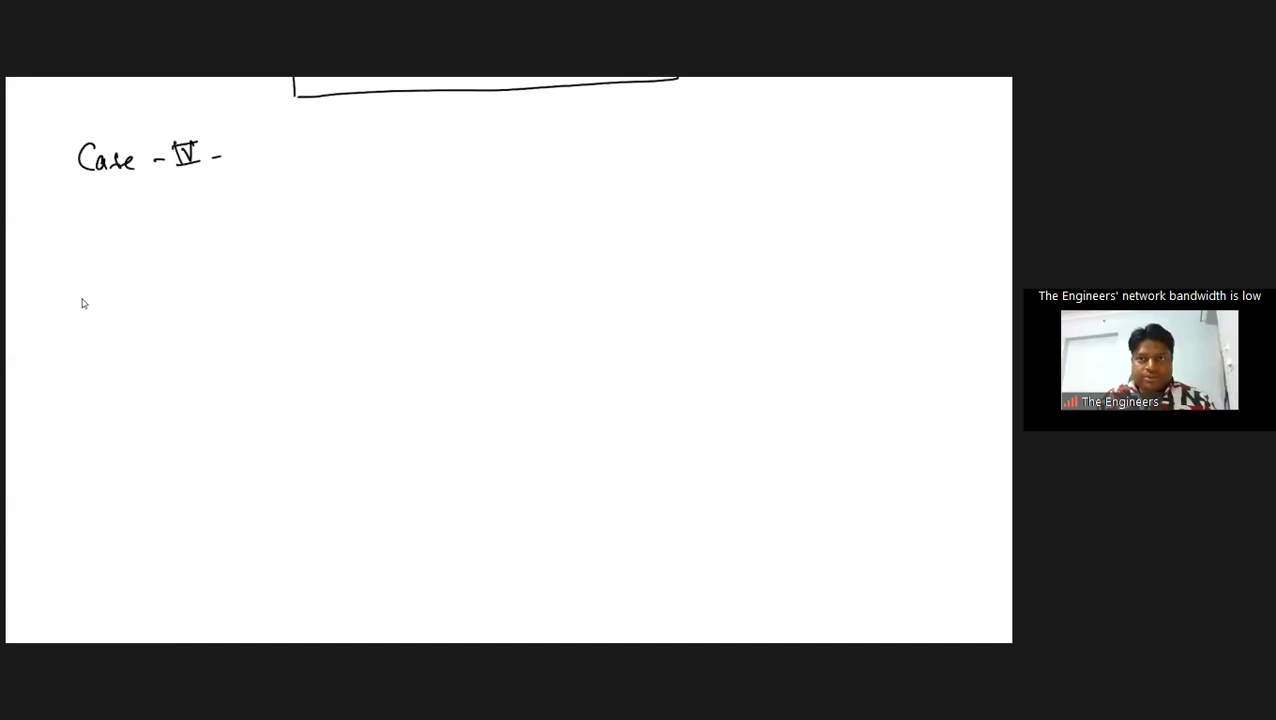 Case - IV -
The Engineers' network bandwidth is low
The Engineers